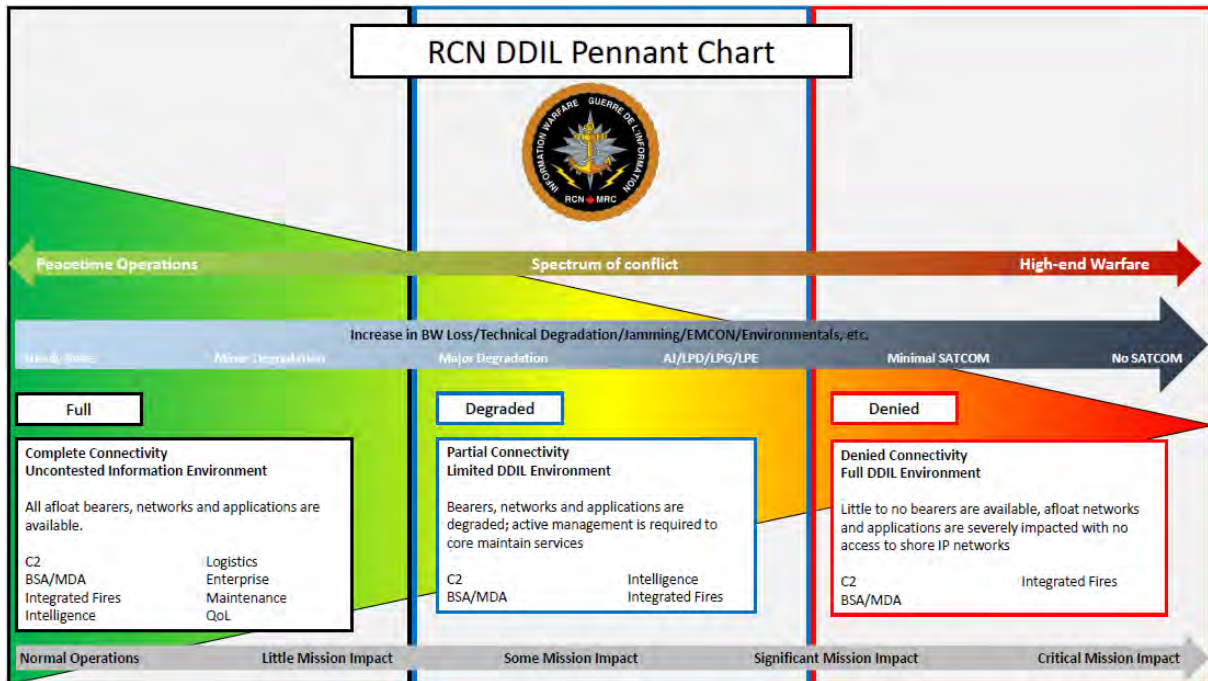 RCN DDIL Pennant Chart
INFORMATION WARFARE GUERRE DE L'INFORMATION
RCN MRC
Peacetime Operations Spectrum of conflict High-end Warfare
Increase in BW Loss/Technical Degradation/Jamming/EMCON/Environmentals, etc.
Steady State Minor Degradation Major Degradation AJ/LPD/LPG/LPE Minimal SATCOM No SATCOM
Full
Complete Connectivity
Uncontested Information Environment
All afloat bearers, networks and applications are
available.
C2 Logistics
BSA/MDA Enterprise
Integrated Fires Maintenance
Intelligence QoL
Degraded
Partial Connectivity
Limited DDIL Environment
Bearers, networks and applications are
degraded; active management is required to
core maintain services
C2 Intelligence
BSA/MDA Integrated Fires
Denied
Denied Connectivity
Full DDIL Environment
Little to no bearers are available, afloat networks
and applications are severely impacted with no
access to shore IP networks
C2 Integrated Fires
BSA/MDA
Normal Operations Little Mission Impact Some Mission Impact Significant Mission Impact Critical Mission Impact